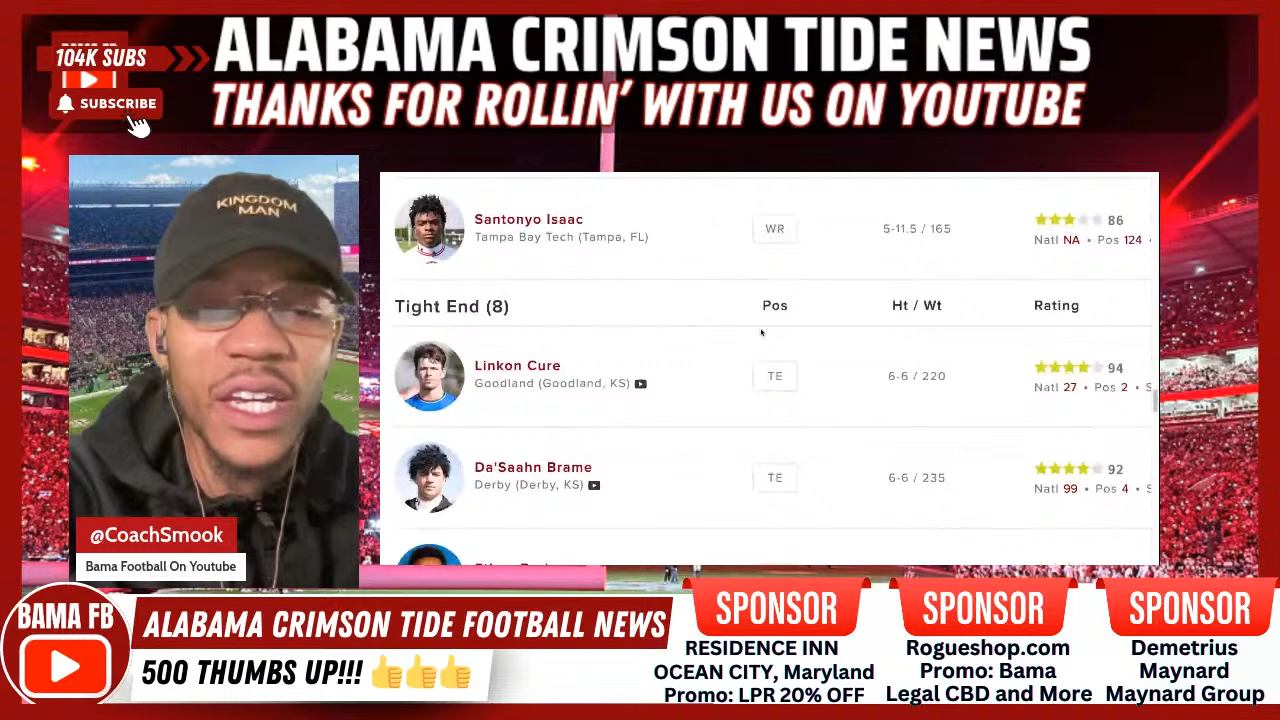 ALABAMA CRIMSON TIDE NEWS
THANKS FOR ROLLIN' WITH US ON YOUTUBE
104K SUBS
SUBSCRIBE
KINGDOM
MAN
Santonyo Isaac
Tampa Bay Tech (Tampa, FL)
WR
5-11.5 / 165
86
Natl NA • Pos 124
Tight End (8)
Pos
Ht / Wt
Rating
Linkon Cure
Goodland (Goodland, KS)
TE
6-6 / 220
94
Natl 27 • Pos 2 • S
Da'Saahn Brame
Derby (Derby, KS)
TE
6-6 / 235
92
Natl 99 • Pos 4 • S
@CoachSmook
Bama Football On Youtube
BAMA FB
ALABAMA CRIMSON TIDE FOOTBALL NEWS
500 THUMBS UP!!! 👍👍👍
SPONSOR
RESIDENCE INN
OCEAN CITY, Maryland
Promo: LPR 20% OFF
SPONSOR
Rogueshop.com
Promo: Bama
Legal CBD and More
SPONSOR
Demetrius
Maynard
Maynard Group